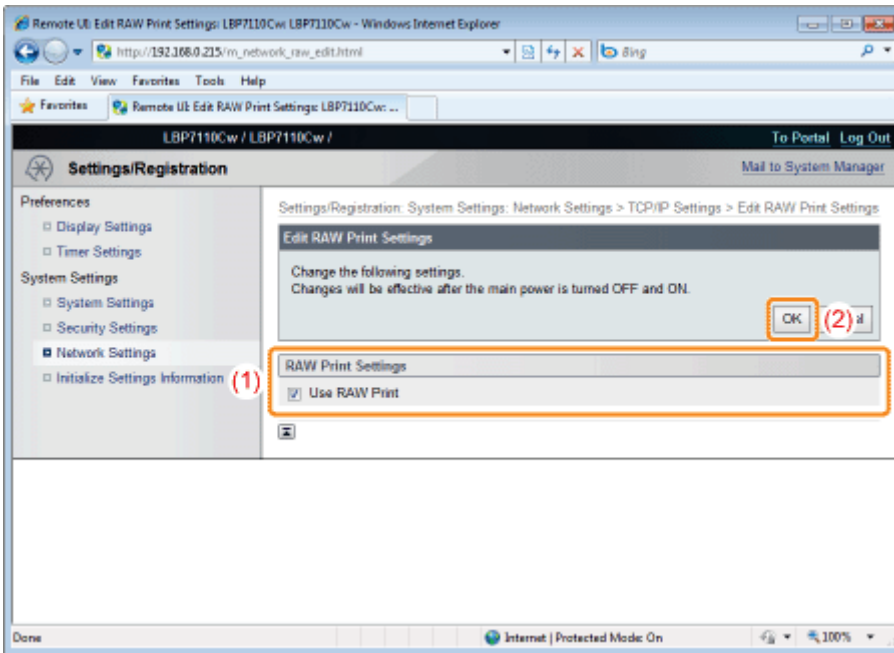 Remote UI: Edit RAW Print Settings: LBP7110Cw: LBP7110Cw - Windows Internet Explorer
http://192.168.0.215/m_network_raw_edit.html
Bing
File Edit View Favorites Tools Help
Favorites
Remote UI: Edit RAW Print Settings: LBP7110Cw: ...
LBP7110Cw / LBP7110Cw /
To Portal Log Out
Settings/Registration
Mail to System Manager
Preferences
Display Settings
Timer Settings
System Settings
System Settings
Security Settings
Network Settings
Initialize Settings Information
(1)
Settings/Registration: System Settings: Network Settings > TCP/IP Settings > Edit RAW Print Settings
Edit RAW Print Settings
Change the following settings.
Changes will be effective after the main power is turned OFF and ON.
OK
(2)
RAW Print Settings
Use RAW Print
Done
Internet | Protected Mode: On
100%